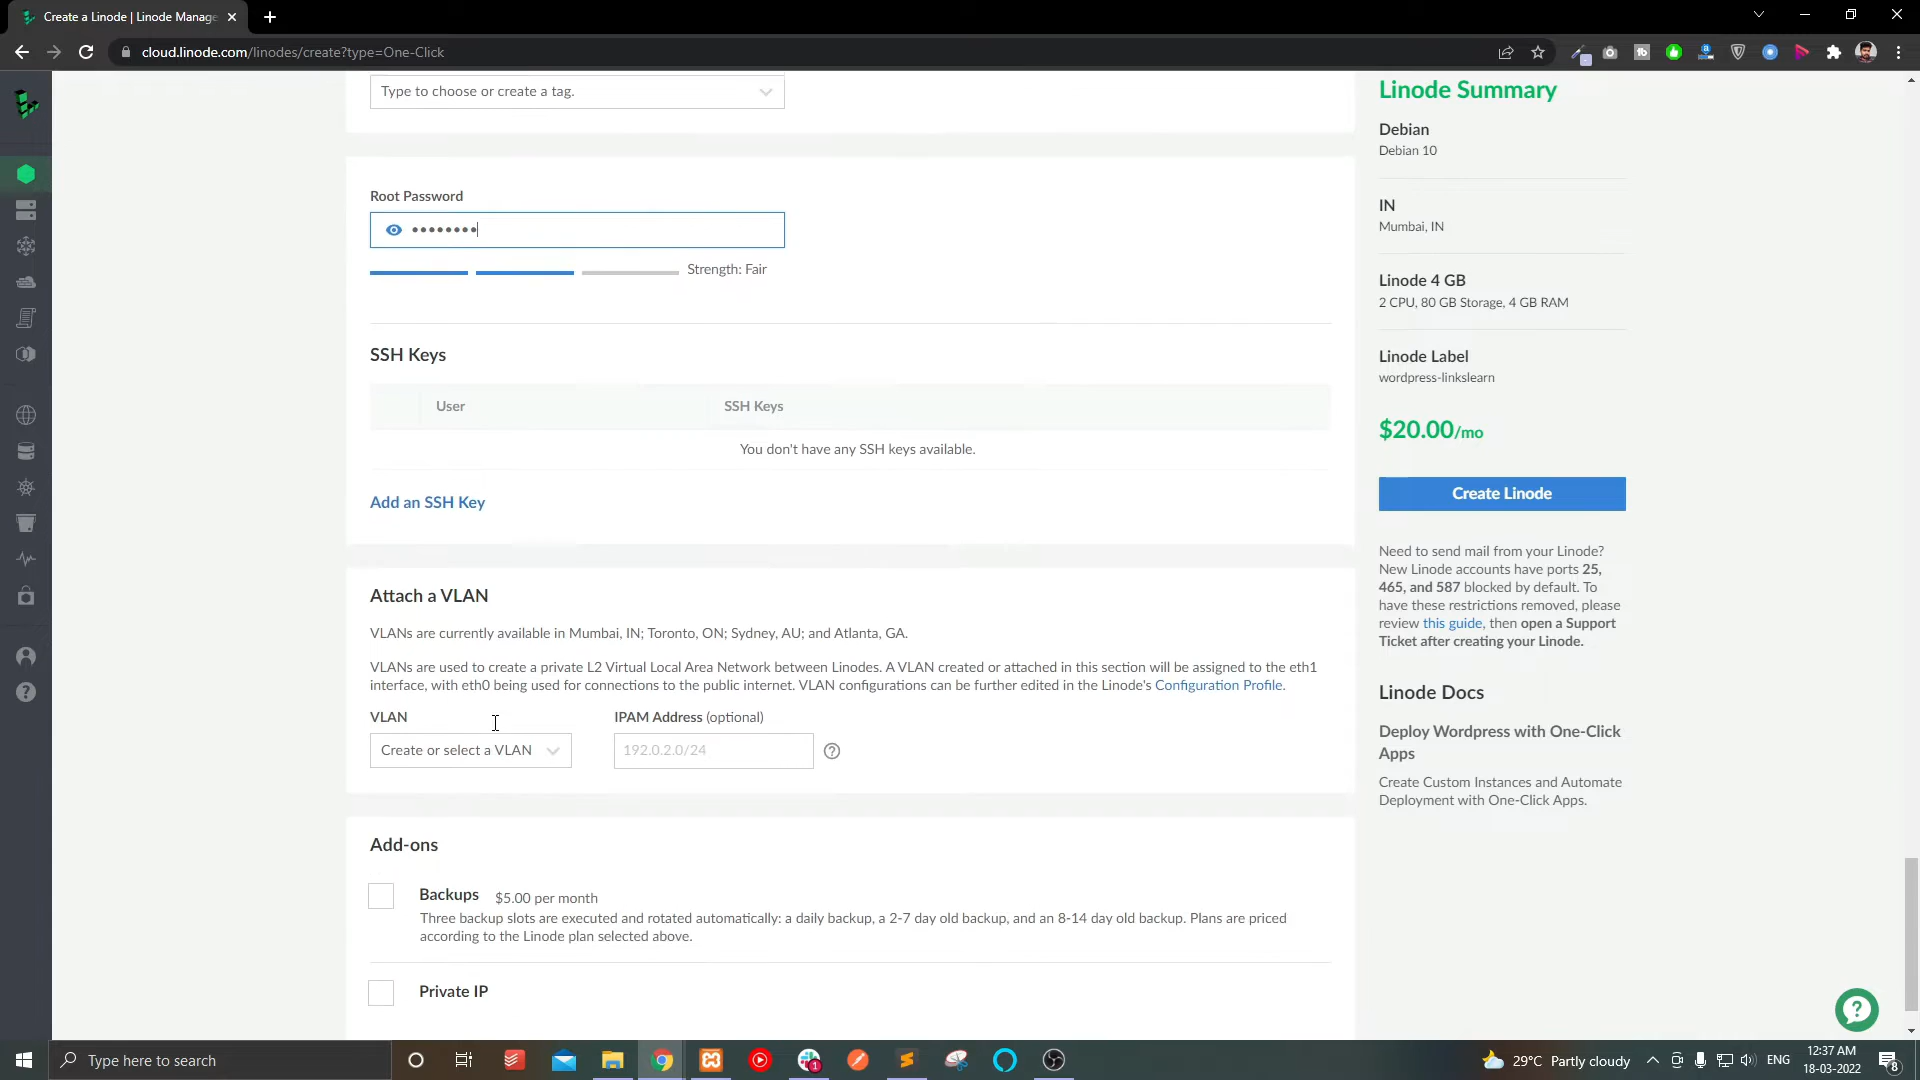 Create a Linode | Linode Manage
cloud.linode.com/linodes/create?type=One-Click
Type to choose or create a tag.
Root Password
••••••••
Strength: Fair
SSH Keys
User SSH Keys
You don't have any SSH keys available.
Add an SSH Key
Attach a VLAN
VLANs are currently available in Mumbai, IN; Toronto, ON; Sydney, AU; and Atlanta, GA.
VLANs are used to create a private L2 Virtual Local Area Network between Linodes. A VLAN created or attached in this section will be assigned to the eth1
interface, with eth0 being used for connections to the public internet. VLAN configurations can be further edited in the Linode's Configuration Profile.
VLAN IPAM Address (optional)
Create or select a VLAN 192.0.2.0/24
Add-ons
Backups $5.00 per month
Three backup slots are executed and rotated automatically: a daily backup, a 2-7 day old backup, and an 8-14 day old backup. Plans are priced
according to the Linode plan selected above.
Private IP
Linode Summary
Debian
Debian 10
IN
Mumbai, IN
Linode 4 GB
2 CPU, 80 GB Storage, 4 GB RAM
Linode Label
wordpress-linkslearn
$20.00/mo
Create Linode
Need to send mail from your Linode?
New Linode accounts have ports 25,
465, and 587 blocked by default. To
have these restrictions removed, please
review this guide, then open a Support
Ticket after creating your Linode.
Linode Docs
Deploy Wordpress with One-Click
Apps
Create Custom Instances and Automate
Deployment with One-Click Apps.
Type here to search
1
29°C Partly cloudy
ENG
12:37 AM
18-03-2022
8